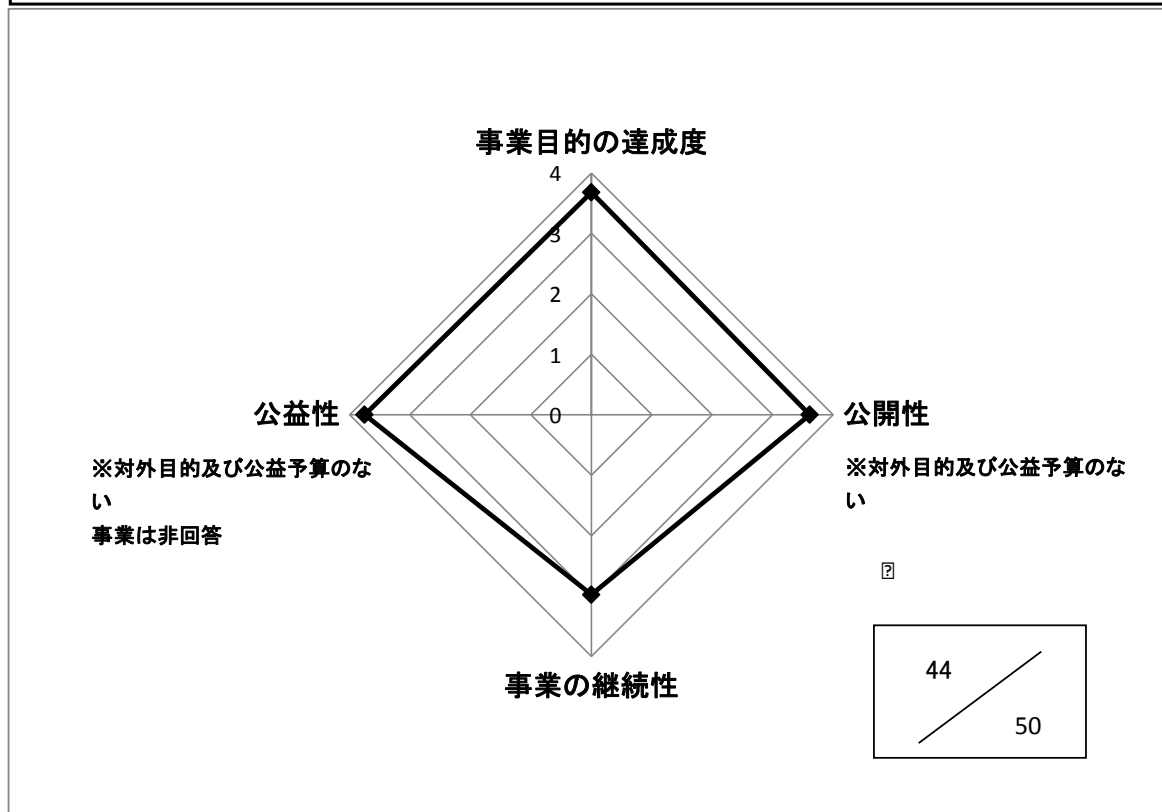 事業目的の達成度
4
3
2
1
0
公益性
※対外目的及び公益予算のな
い
事業は非回答
公開性
※対外目的及び公益予算のな
い
事業の継続性
44
50